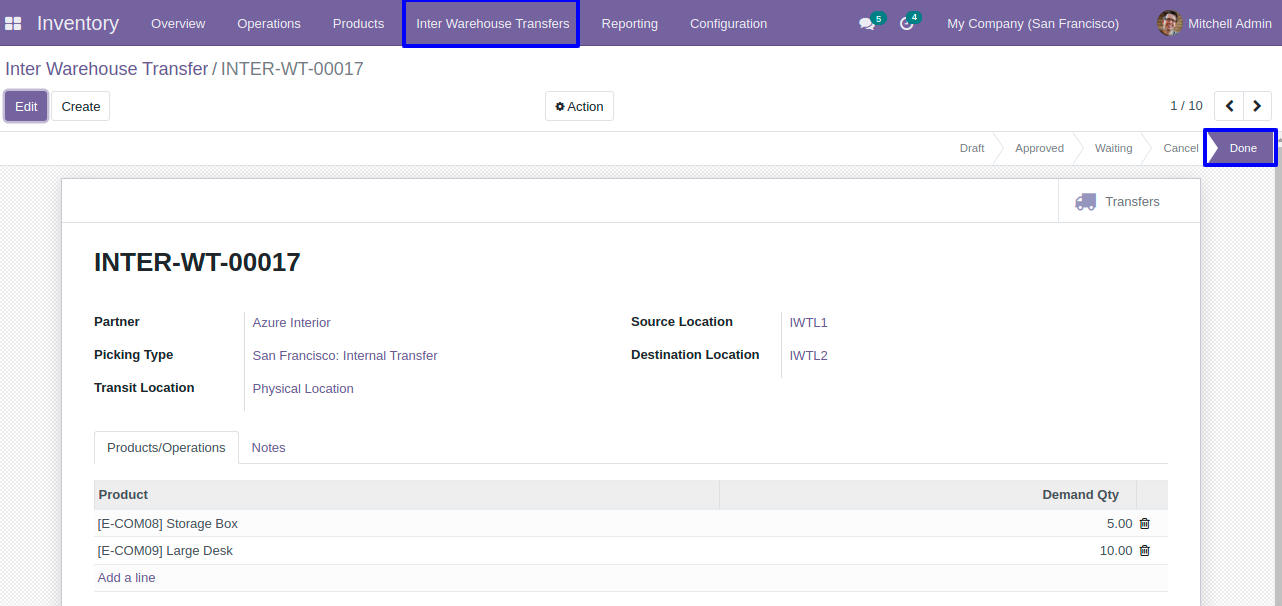 Inventory Overview Operations Products Inter Warehouse Transfers Reporting Configuration 5 4 My Company (San Francisco) Mitchell Admin
Inter Warehouse Transfer / INTER-WT-00017
Edit Create Action 1 / 10
Draft Approved Waiting Cancel Done
Transfers
INTER-WT-00017
Partner Azure Interior Source Location IWTL1
Picking Type San Francisco: Internal Transfer Destination Location IWTL2
Transit Location Physical Location
Products/Operations Notes
Product Demand Qty
[E-COM08] Storage Box 5.00
[E-COM09] Large Desk 10.00
Add a line